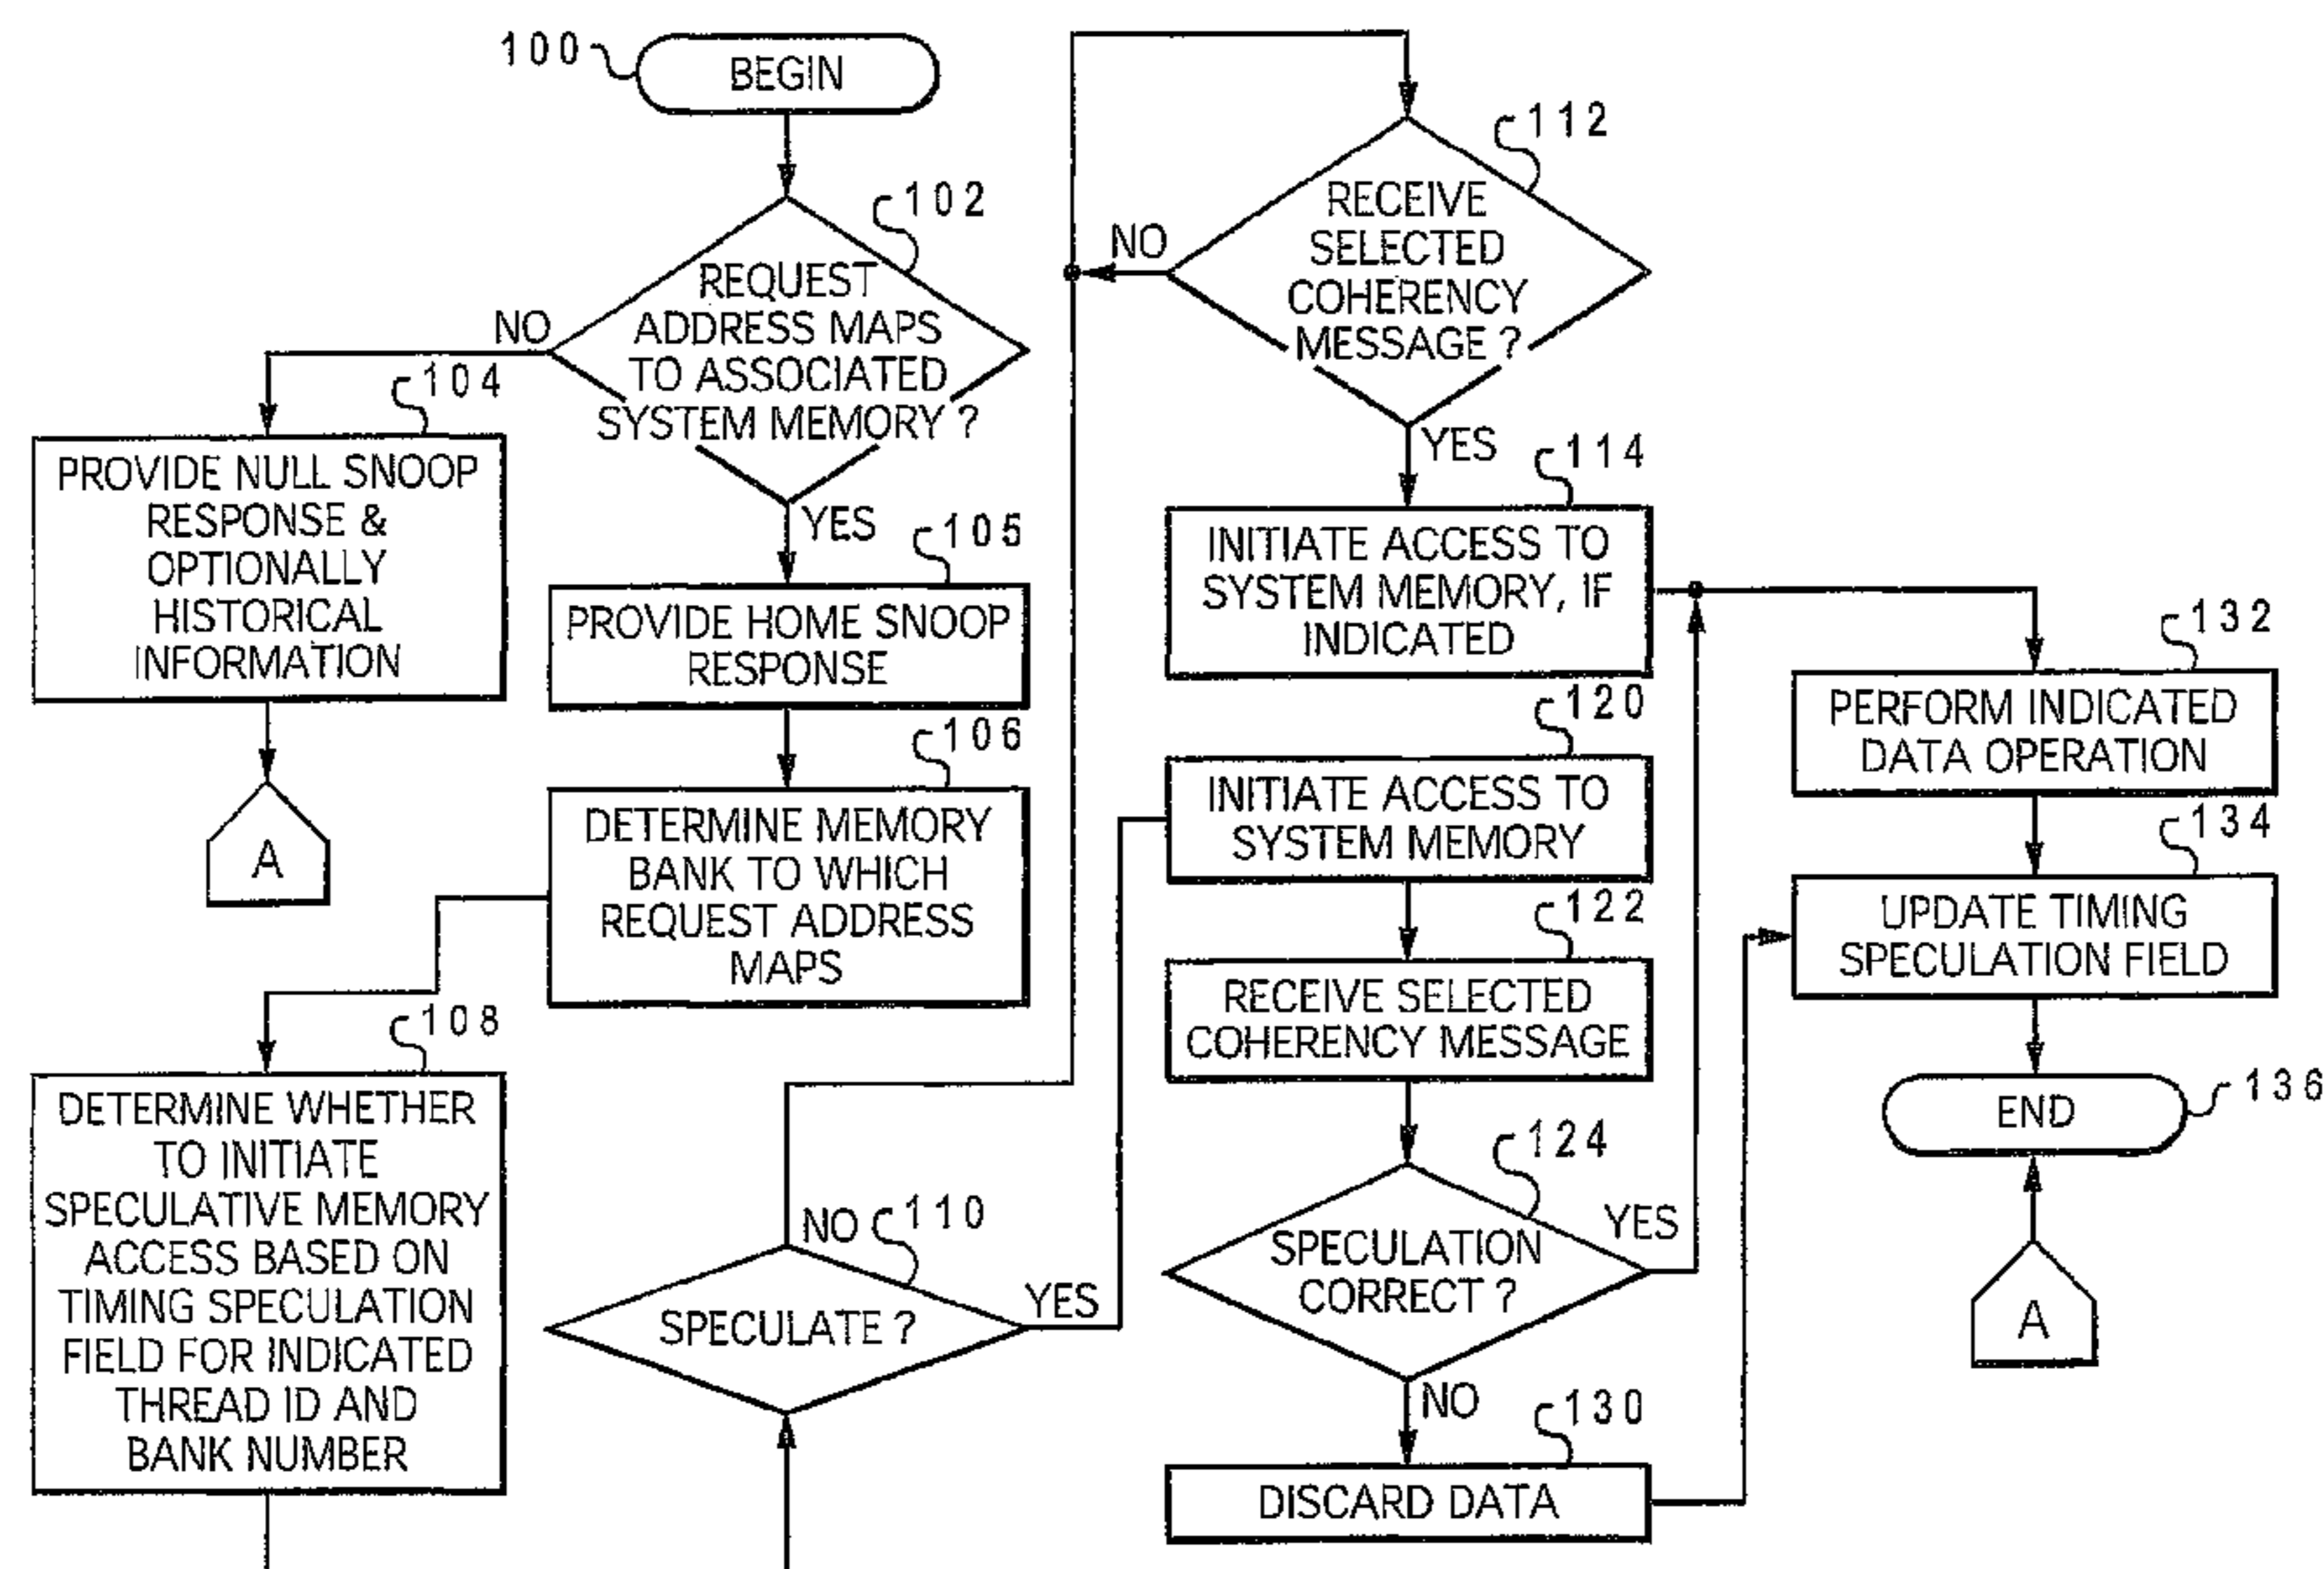 100
BEGIN
102
REQUEST
ADDRESS MAPS
TO ASSOCIATED
SYSTEM MEMORY ?
NO
YES
104
PROVIDE NULL SNOOP
RESPONSE &
OPTIONALLY
HISTORICAL
INFORMATION
A
105
PROVIDE HOME SNOOP
RESPONSE
106
DETERMINE MEMORY
BANK TO WHICH
REQUEST ADDRESS
MAPS
108
DETERMINE WHETHER
TO INITIATE
SPECULATIVE MEMORY
ACCESS BASED ON
TIMING SPECULATION
FIELD FOR INDICATED
THREAD ID AND
BANK NUMBER
NO
110
SPECULATE ?
YES
112
RECEIVE
SELECTED
COHERENCY
MESSAGE ?
NO
YES
114
INITIATE ACCESS TO
SYSTEM MEMORY, IF
INDICATED
120
INITIATE ACCESS TO
SYSTEM MEMORY
122
RECEIVE SELECTED
COHERENCY MESSAGE
124
SPECULATION
CORRECT ?
YES
NO
130
DISCARD DATA
132
PERFORM INDICATED
DATA OPERATION
134
UPDATE TIMING
SPECULATION FIELD
END
136
A